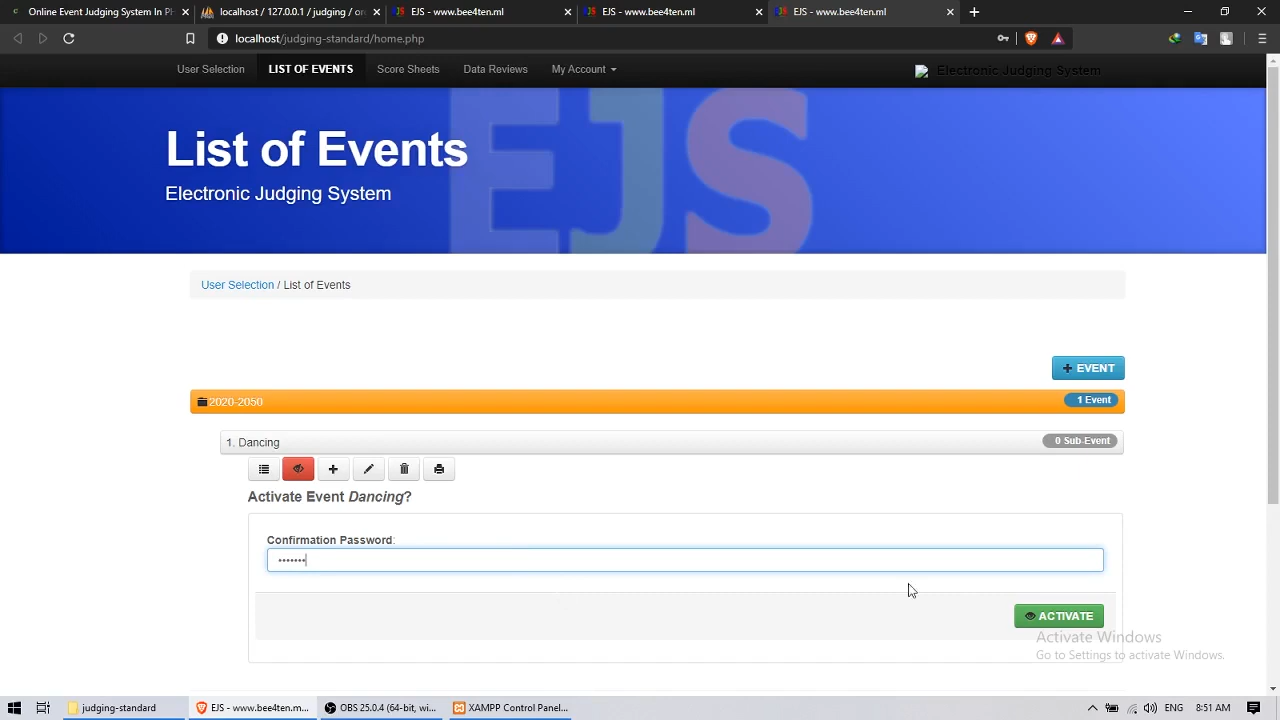 Online Event Judging System In PH
localhost / 127.0.0.1 / judging / or
EJS - www.bee4ten.ml
EJS - www.bee4ten.ml
EJS - www.bee4ten.ml
localhost/judging-standard/home.php
User Selection
LIST OF EVENTS
Score Sheets
Data Reviews
My Account
Electronic Judging System
EJS
List of Events
Electronic Judging System
User Selection / List of Events
+ EVENT
2020-2050
1 Event
1. Dancing
0 Sub-Event
Activate Event Dancing?
Confirmation Password:
•••••••
ACTIVATE
Activate Windows
Go to Settings to activate Windows.
judging-standard
EJS - www.bee4ten.m...
OBS 25.0.4 (64-bit, wi...
XAMPP Control Panel...
ENG
8:51 AM